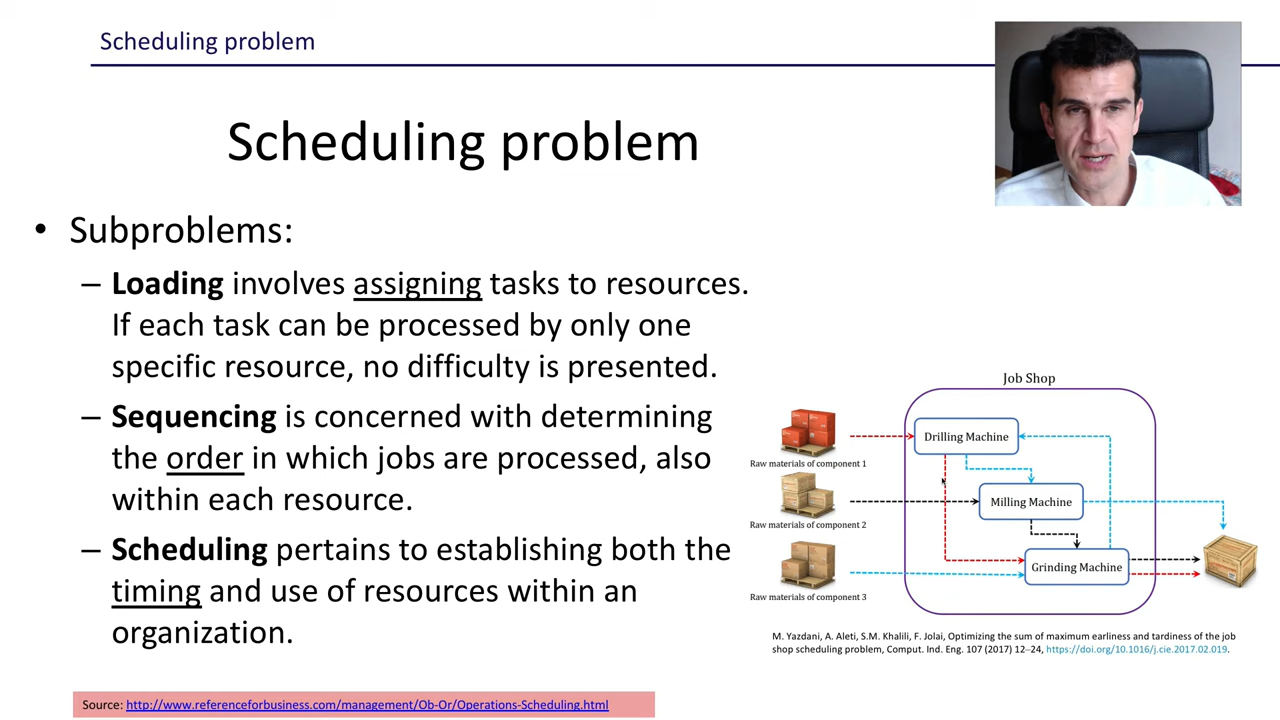 Scheduling problem
Scheduling problem
• Subproblems:
– Loading involves assigning tasks to resources.
If each task can be processed by only one
specific resource, no difficulty is presented.
– Sequencing is concerned with determining
the order in which jobs are processed, also
within each resource.
– Scheduling pertains to establishing both the
timing and use of resources within an
organization.
Job Shop
Drilling Machine
Raw materials of component 1
Milling Machine
Raw materials of component 2
Grinding Machine
Raw materials of component 3
M. Yazdani, A. Aleti, S.M. Khalili, F. Jolai, Optimizing the sum of maximum earliness and tardiness of the job
shop scheduling problem, Comput. Ind. Eng. 107 (2017) 12–24, https://doi.org/10.1016/j.cie.2017.02.019.
Source: http://www.referenceforbusiness.com/management/Ob-Or/Operations-Scheduling.html